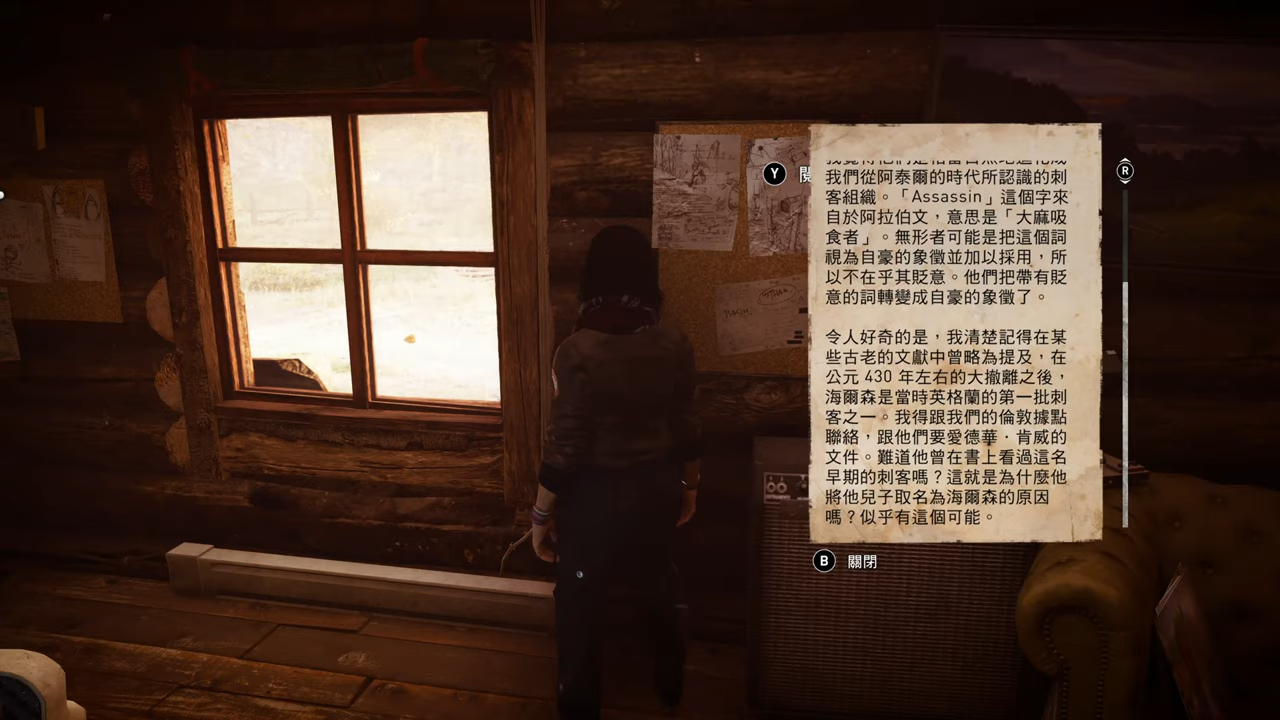 Y 閱
R
我們從阿泰爾的時代所認識的刺
客組織。「Assassin」這個字來
自於阿拉伯文，意思是「大麻吸
食者」。無形者可能是把這個詞
視為自豪的象徵並加以採用，所
以不在乎其貶意。他們把帶有貶
意的詞轉變成自豪的象徵了。
令人好奇的是，我清楚記得在某
些古老的文獻中曾略為提及，在
公元 430 年左右的大撤離之後，
海爾森是當時英格蘭的第一批刺
客之一。我得跟我們的倫敦據點
聯絡，跟他們要愛德華·肯威的
文件。難道他曾在書上看過這名
早期的刺客嗎？這就是為什麼他
將他兒子取名為海爾森的原因
嗎？似乎有這個可能。
B 關閉